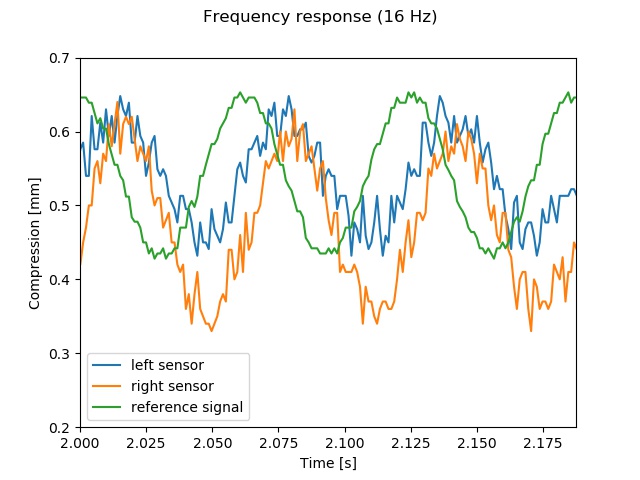 Frequency response (16 Hz)
0.7
0.6
0.5
0.4
0.3
0.2
Compression [mm]
left sensor
right sensor
reference signal
2.000 2.025 2.050 2.075 2.100 2.125 2.150 2.175
Time [s]